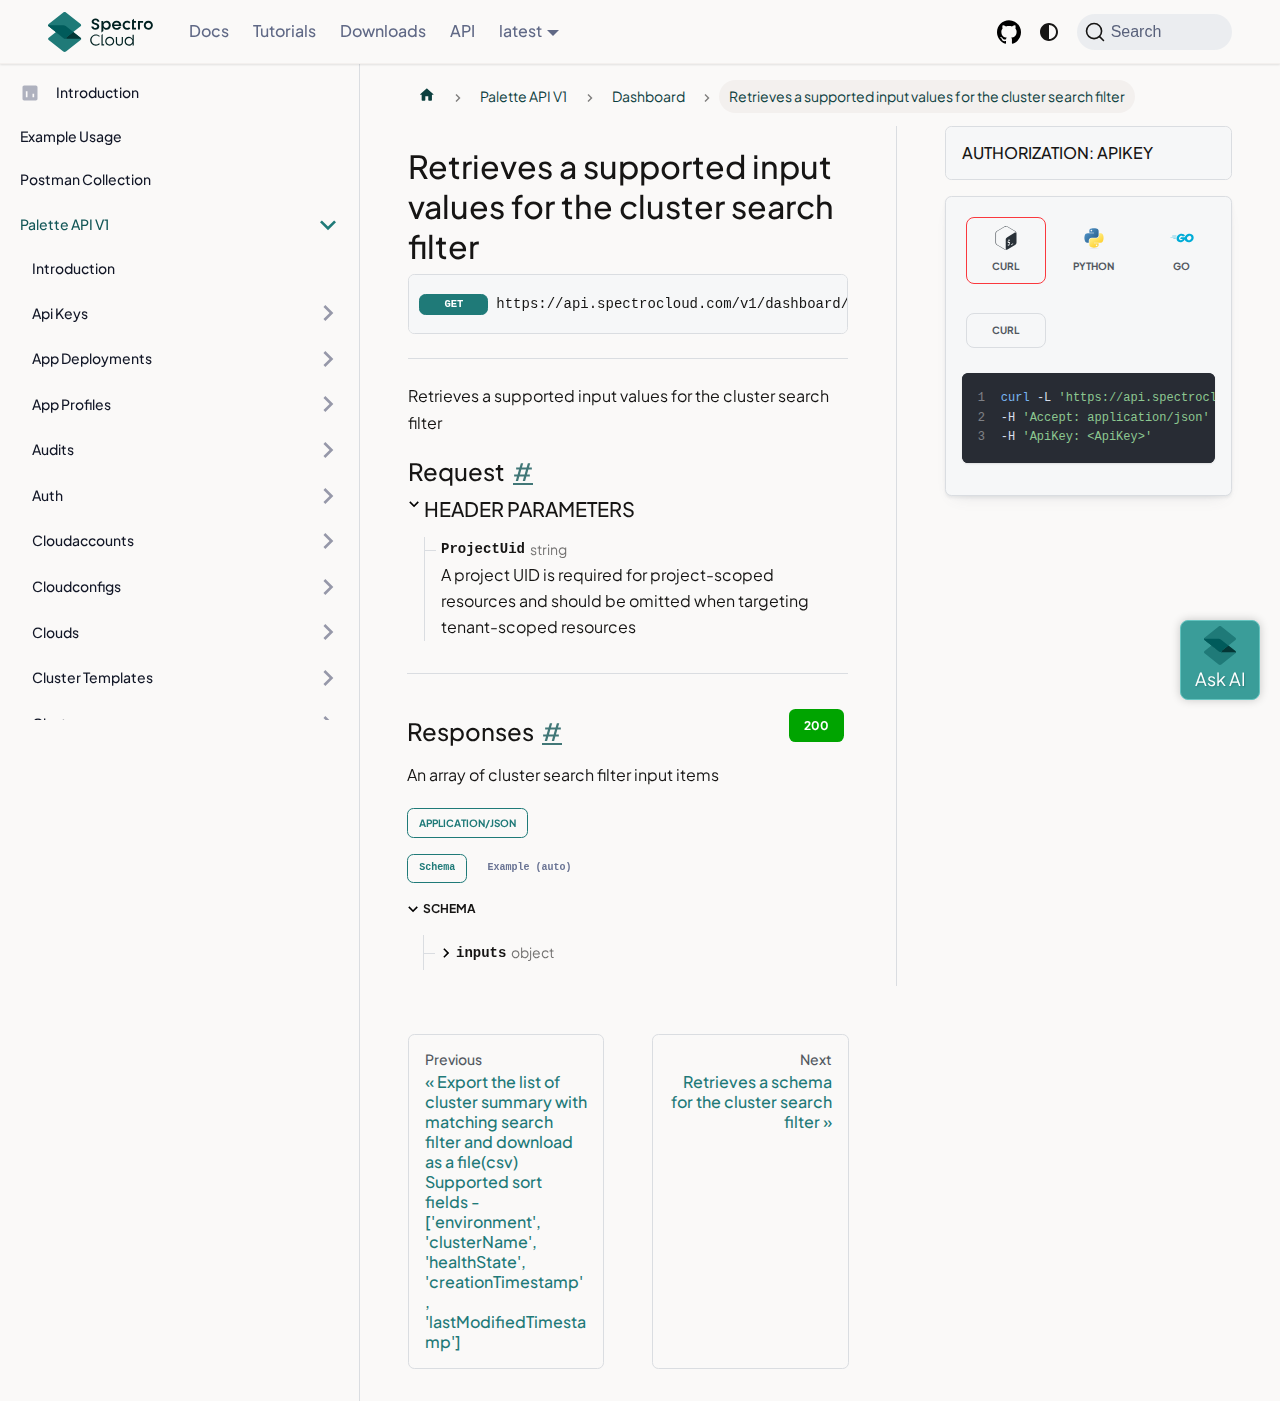 Spectro Cloud
Docs
Tutorials
Downloads
API
latest
Search
Introduction
Example Usage
Postman Collection
Palette API V1
Introduction
Api Keys
App Deployments
App Profiles
Audits
Auth
Cloudaccounts
Cloudconfigs
Clouds
Cluster Templates
Palette API V1
Dashboard
Retrieves a supported input values for the cluster search filter
Retrieves a supported input
values for the cluster search
filter
GET https://api.spectrocloud.com/v1/dashboard/
Retrieves a supported input values for the cluster search
filter
Request #
HEADER PARAMETERS
ProjectUid string
A project UID is required for project-scoped
resources and should be omitted when targeting
tenant-scoped resources
Responses #
200
An array of cluster search filter input items
APPLICATION/JSON
Schema
Example (auto)
SCHEMA
inputs object
Previous
« Export the list of
cluster summary with
matching search
filter and download
as a file(csv)
Supported sort
fields -
['environment',
'clusterName',
'healthState',
'creationTimestamp'
,
'lastModifiedTimesta
mp']
Next
Retrieves a schema
for the cluster search
filter »
AUTHORIZATION: APIKEY
CURL
PYTHON
GO
CURL
1 curl -L 'https://api.spectrocl
2 -H 'Accept: application/json'
3 -H 'ApiKey: <ApiKey>'
Ask AI